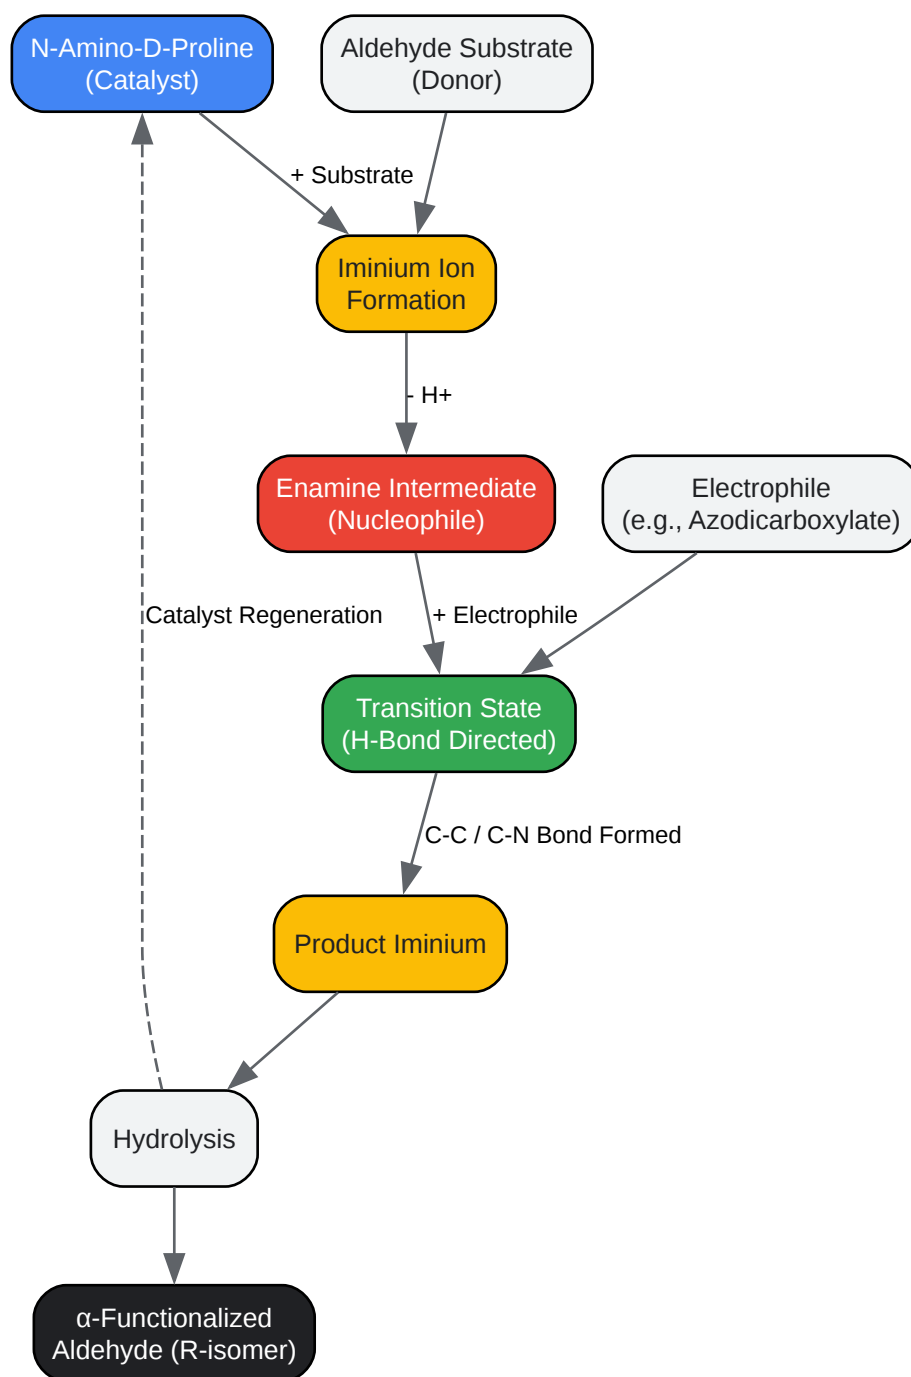 N-Amino-D-Proline
(Catalyst)
Aldehyde Substrate
(Donor)
+ Substrate
Iminium Ion
Formation
- H+
Enamine Intermediate
(Nucleophile)
Electrophile
(e.g., Azodicarboxylate)
Catalyst Regeneration
+ Electrophile
Transition State
(H-Bond Directed)
C-C / C-N Bond Formed
Product Iminium
Hydrolysis
α-Functionalized
Aldehyde (R-isomer)